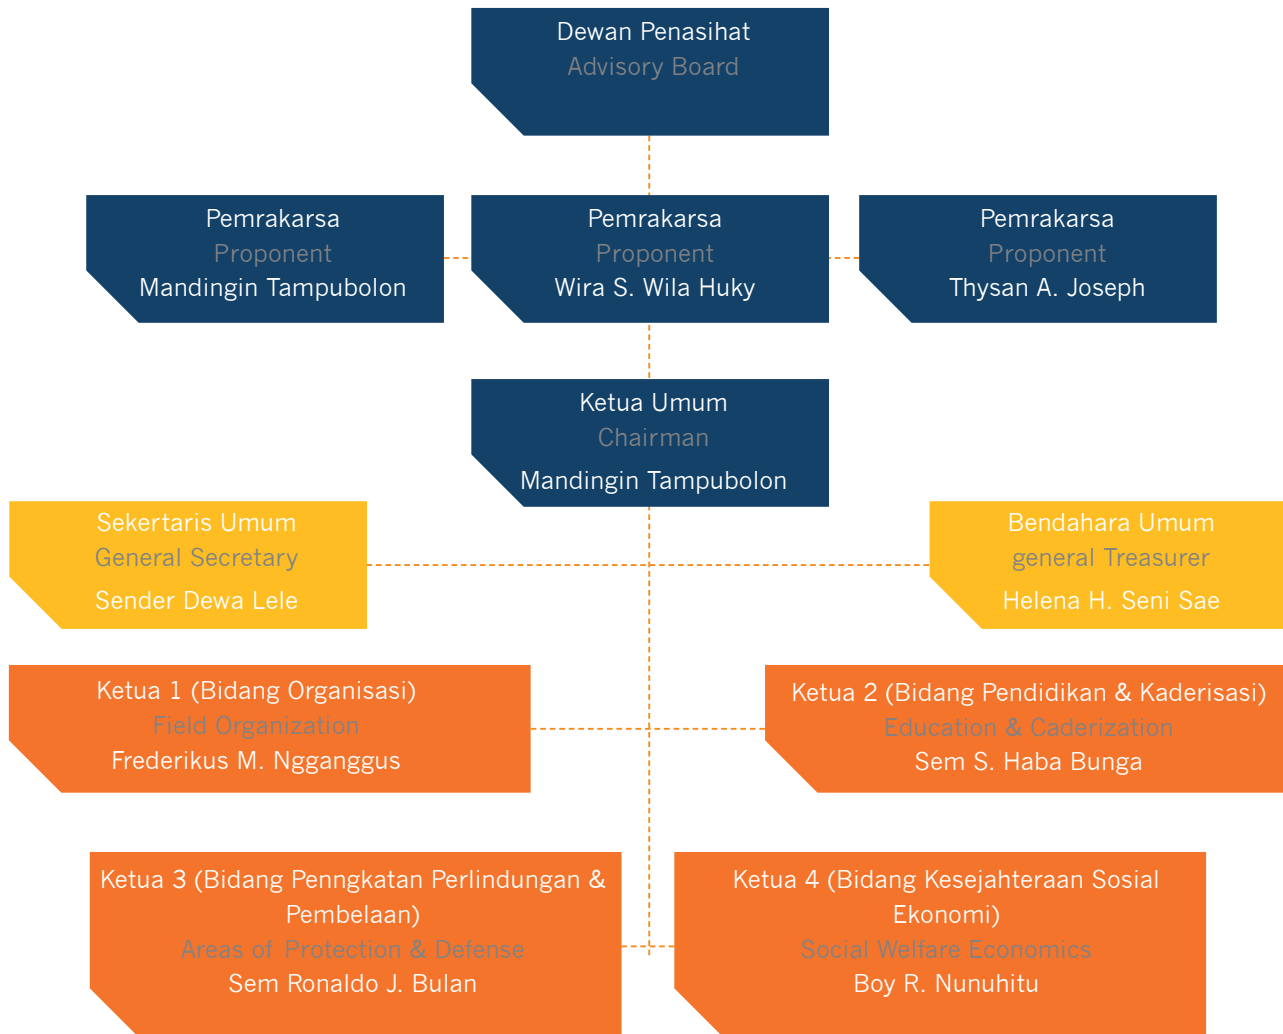 Dewan Penasihat
Advisory Board
Pemrakarsa
Proponent
Mandingin Tampubolon
Pemrakarsa
Proponent
Wira S. Wila Huky
Pemrakarsa
Proponent
Thysan A. Joseph
Ketua Umum
Chairman
Mandingin Tampubolon
Sekertaris Umum
General Secretary
Sender Dewa Lele
Bendahara Umum
general Treasurer
Helena H. Seni Sae
Ketua 1 (Bidang Organisasi)
Field Organization
Frederikus M. Ngganggus
Ketua 2 (Bidang Pendidikan & Kaderisasi)
Education & Caderization
Sem S. Haba Bunga
Ketua 3 (Bidang Penngkatan Perlindungan &
Pembelaan)
Areas of Protection & Defense
Sem Ronaldo J. Bulan
Ketua 4 (Bidang Kesejahteraan Sosial
Ekonomi)
Social Welfare Economics
Boy R. Nunuhitu